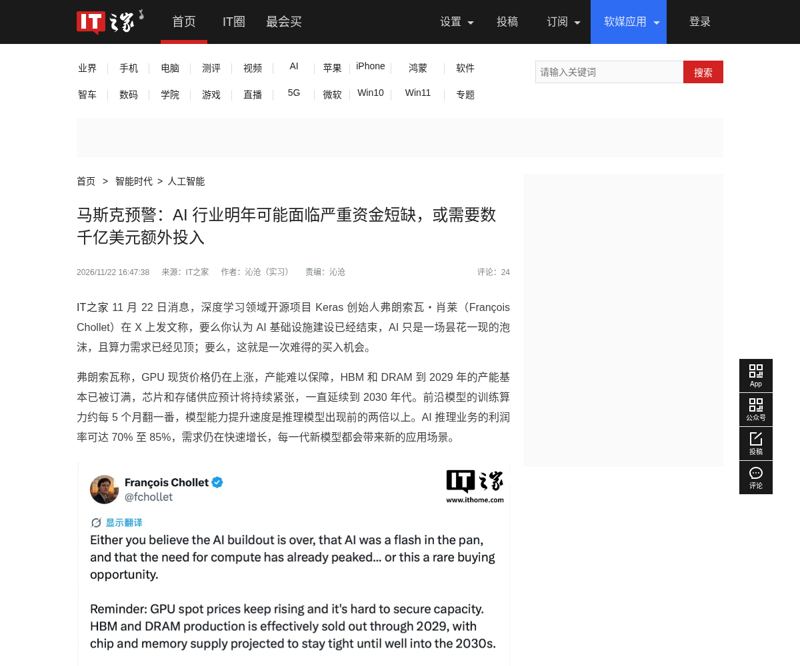 IT之家
首页
IT圈
最会买
设置
投稿
订阅
软媒应用
登录
业界 手机 电脑 测评 视频 AI 苹果 iPhone 鸿蒙 软件
智车 数码 学院 游戏 直播 5G 微软 Win10 Win11 专题
请输入关键词
搜索
首页 > 智能时代 > 人工智能
马斯克预警：AI 行业明年可能面临严重资金短缺，或需要数
千亿美元额外投入
2026/11/22 16:47:38 来源：IT之家 作者：沁沧（实习） 责编：沁沧 评论：24
IT之家 11 月 22 日消息，深度学习领域开源项目 Keras 创始人弗朗索瓦・肖莱（François
Chollet）在 X 上发文称，要么你认为 AI 基础设施建设已经结束，AI 只是一场昙花一现的泡
沫，且算力需求已经见顶；要么，这就是一次难得的买入机会。
弗朗索瓦称，GPU 现货价格仍在上涨，产能难以保障，HBM 和 DRAM 到 2029 年的产能基
本已被订满，芯片和存储供应预计将持续紧张，一直延续到 2030 年代。前沿模型的训练算
力约每 5 个月翻一番，模型能力提升速度是推理模型出现前的两倍以上。AI 推理业务的利润
率可达 70% 至 85%，需求仍在快速增长，每一代新模型都会带来新的应用场景。
François Chollet
@fchollet
IT之家
www.ithome.com
显示翻译
Either you believe the AI buildout is over, that AI was a flash in the pan,
and that the need for compute has already peaked... or this a rare buying
opportunity.
Reminder: GPU spot prices keep rising and it's hard to secure capacity.
HBM and DRAM production is effectively sold out through 2029, with
chip and memory supply projected to stay tight until well into the 2030s.
App
公众号
投稿
评论